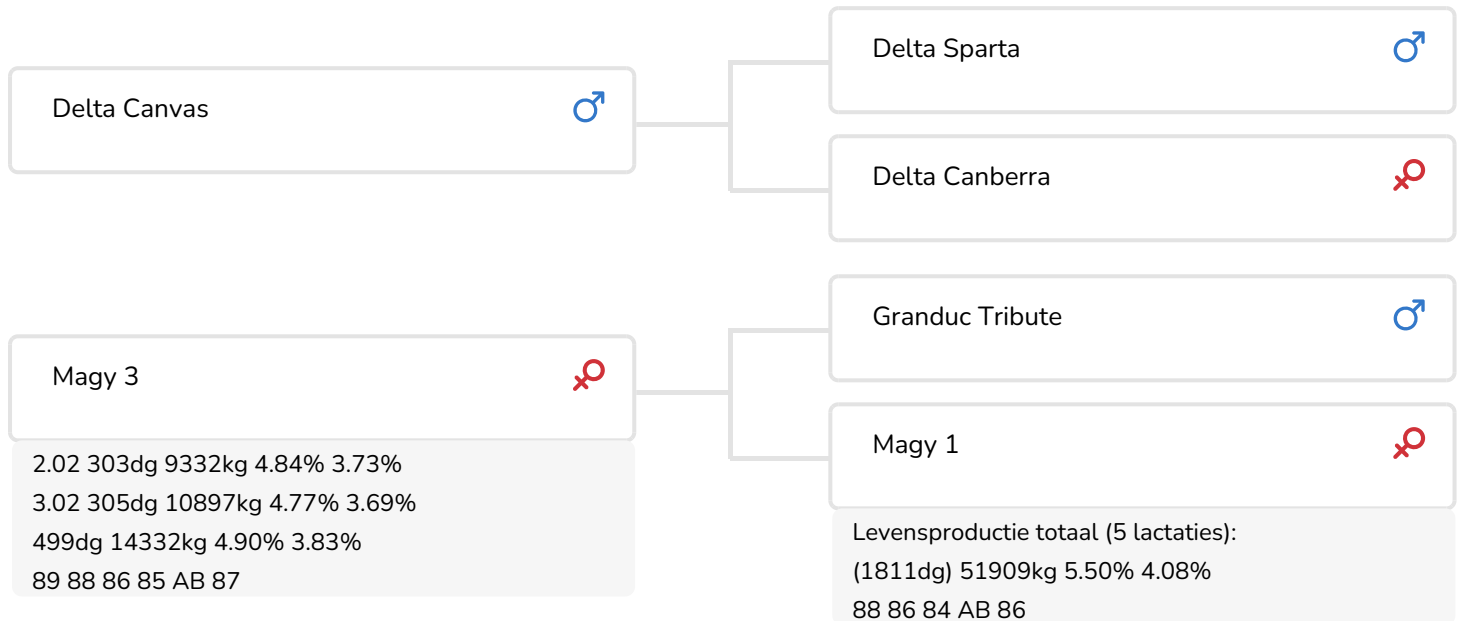 Delta Canvas
Delta Sparta
Delta Canberra
Magy 3
2.02 303dg 9332kg 4.84% 3.73%
3.02 305dg 10897kg 4.77% 3.69%
499dg 14332kg 4.90% 3.83%
89 88 86 85 AB 87
Granduc Tribute
Magy 1
Levensproductie totaal (5 lactaties):
(1811dg) 51909kg 5.50% 4.08%
88 86 84 AB 86